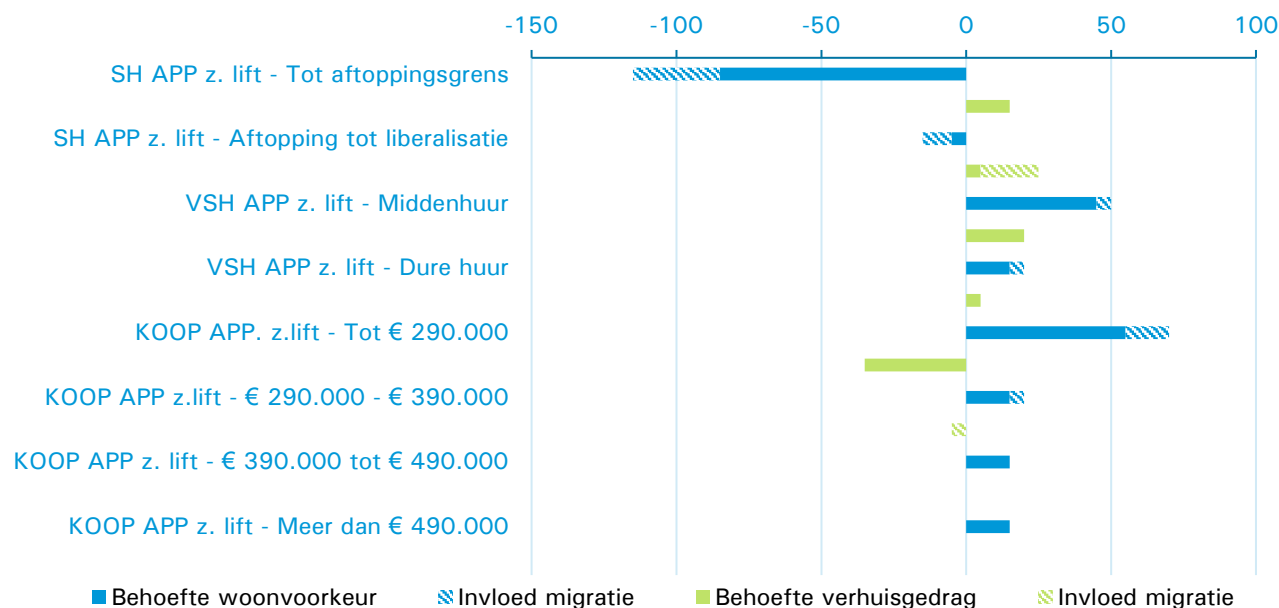 -150 -100 -50 0 50 100
SH APP z. lift - Tot aftoppingsgrens
SH APP z. lift - Aftopping tot liberalisatie
VSH APP z. lift - Middenhuur
VSH APP z. lift - Dure huur
KOOP APP. z.lift - Tot € 290.000
KOOP APP z.lift - € 290.000 - € 390.000
KOOP APP z. lift - € 390.000 tot € 490.000
KOOP APP z. lift - Meer dan € 490.000
Behoefte woonvoorkeur Invloed migratie Behoefte verhuisgedrag Invloed migratie